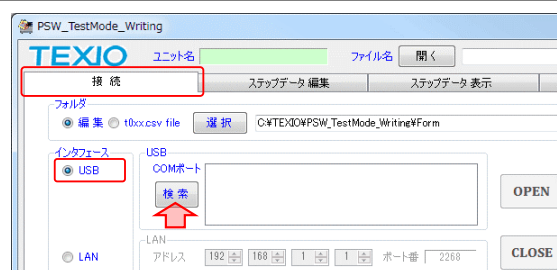 PSW_TestMode_Writing
TEXIO ユニット名 ファイル名 開く
接 続 ステップデータ 編集 ステップデータ 表示
フォルダ
編 集 t0xx.csv file 選 択 C:¥TEXIO¥PSW_TestMode_Writing¥Form
インタフェース USB
USB COMポート
検 索 OPEN
LAN
LAN アドレス 192 168 1 1 ポート番 2268 CLOSE